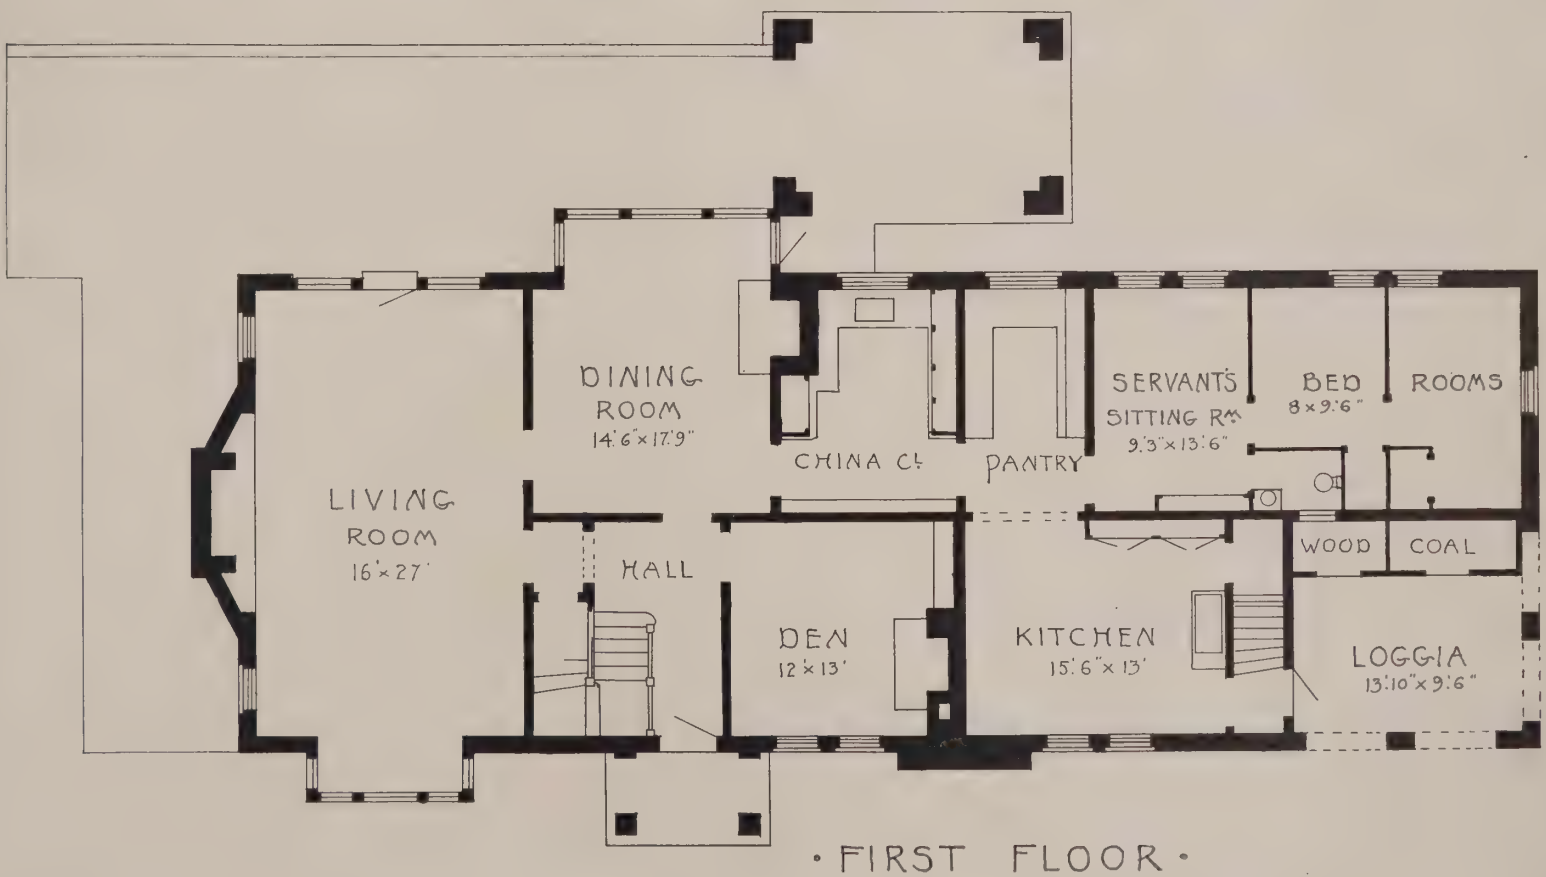 DINING
ROOM
14'6"x17'9"
LIVING
ROOM
16'x27'
HALL
DEN
12'x13'
CHINA CL.
PANTRY
SERVANT'S
SITTING RM.
9'3"x13'6"
BED
8x9'6"
ROOMS
WOOD
COAL
KITCHEN
15'6"x13'
LOGGIA
13'10"x9'6"
· FIRST FLOOR ·